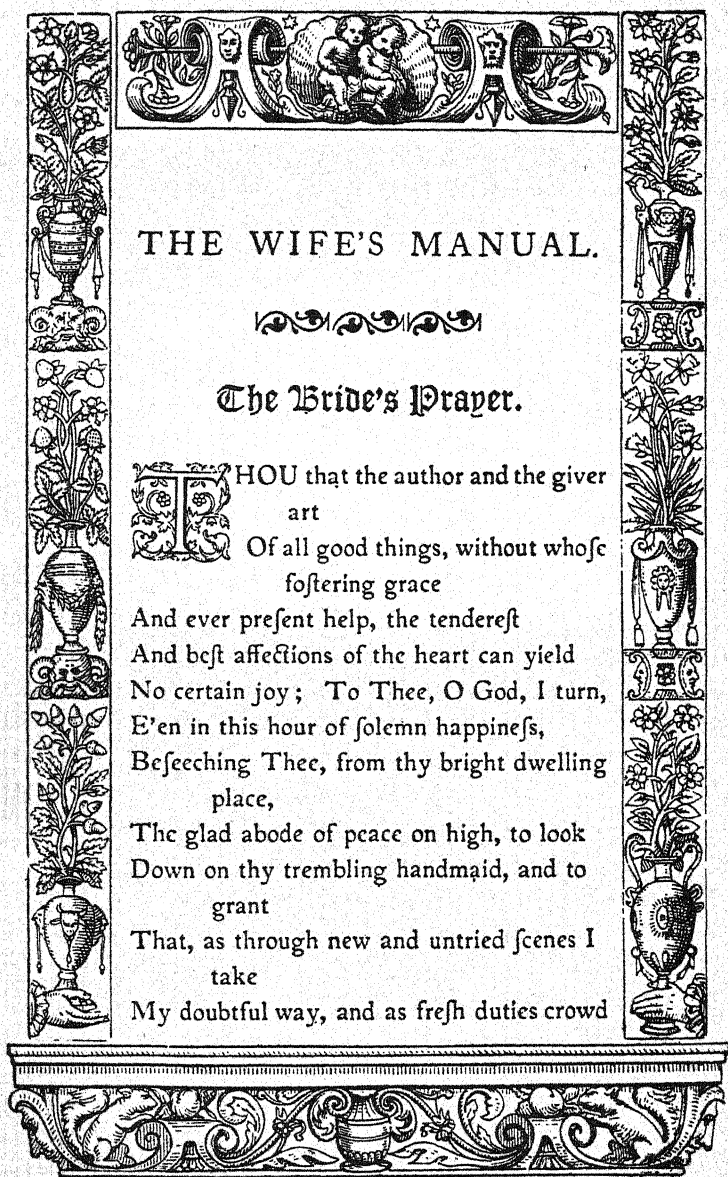 THE WIFE'S MANUAL.
The Bride's Prayer.
THOU that the author and the giver
art
Of all good things, without whoſe
foſtering grace
And ever preſent help, the tendereſt
And beſt affections of the heart can yield
No certain joy; To Thee, O God, I turn,
E'en in this hour of ſolemn happineſs,
Beſeeching Thee, from thy bright dwelling
place,
The glad abode of peace on high, to look
Down on thy trembling handmaid, and to
grant
That, as through new and untried ſcenes I
take
My doubtful way, and as freſh duties crowd